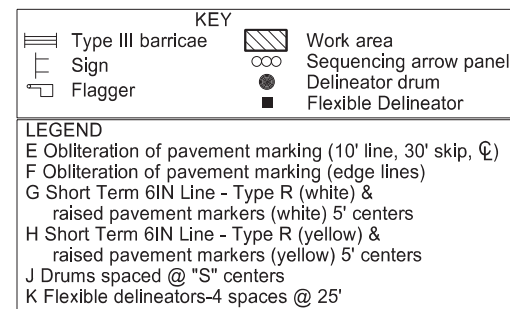 KEY
Type III barricae
Sign
Flagger
Work area
Sequencing arrow panel
Delineator drum
Flexible Delineator
LEGEND
E Obliteration of pavement marking (10' line, 30' skip, ℄)
F Obliteration of pavement marking (edge lines)
G Short Term 6IN Line - Type R (white) &
raised pavement markers (white) 5' centers
H Short Term 6IN Line - Type R (yellow) &
raised pavement markers (yellow) 5' centers
J Drums spaced @ "S" centers
K Flexible delineators-4 spaces @ 25'